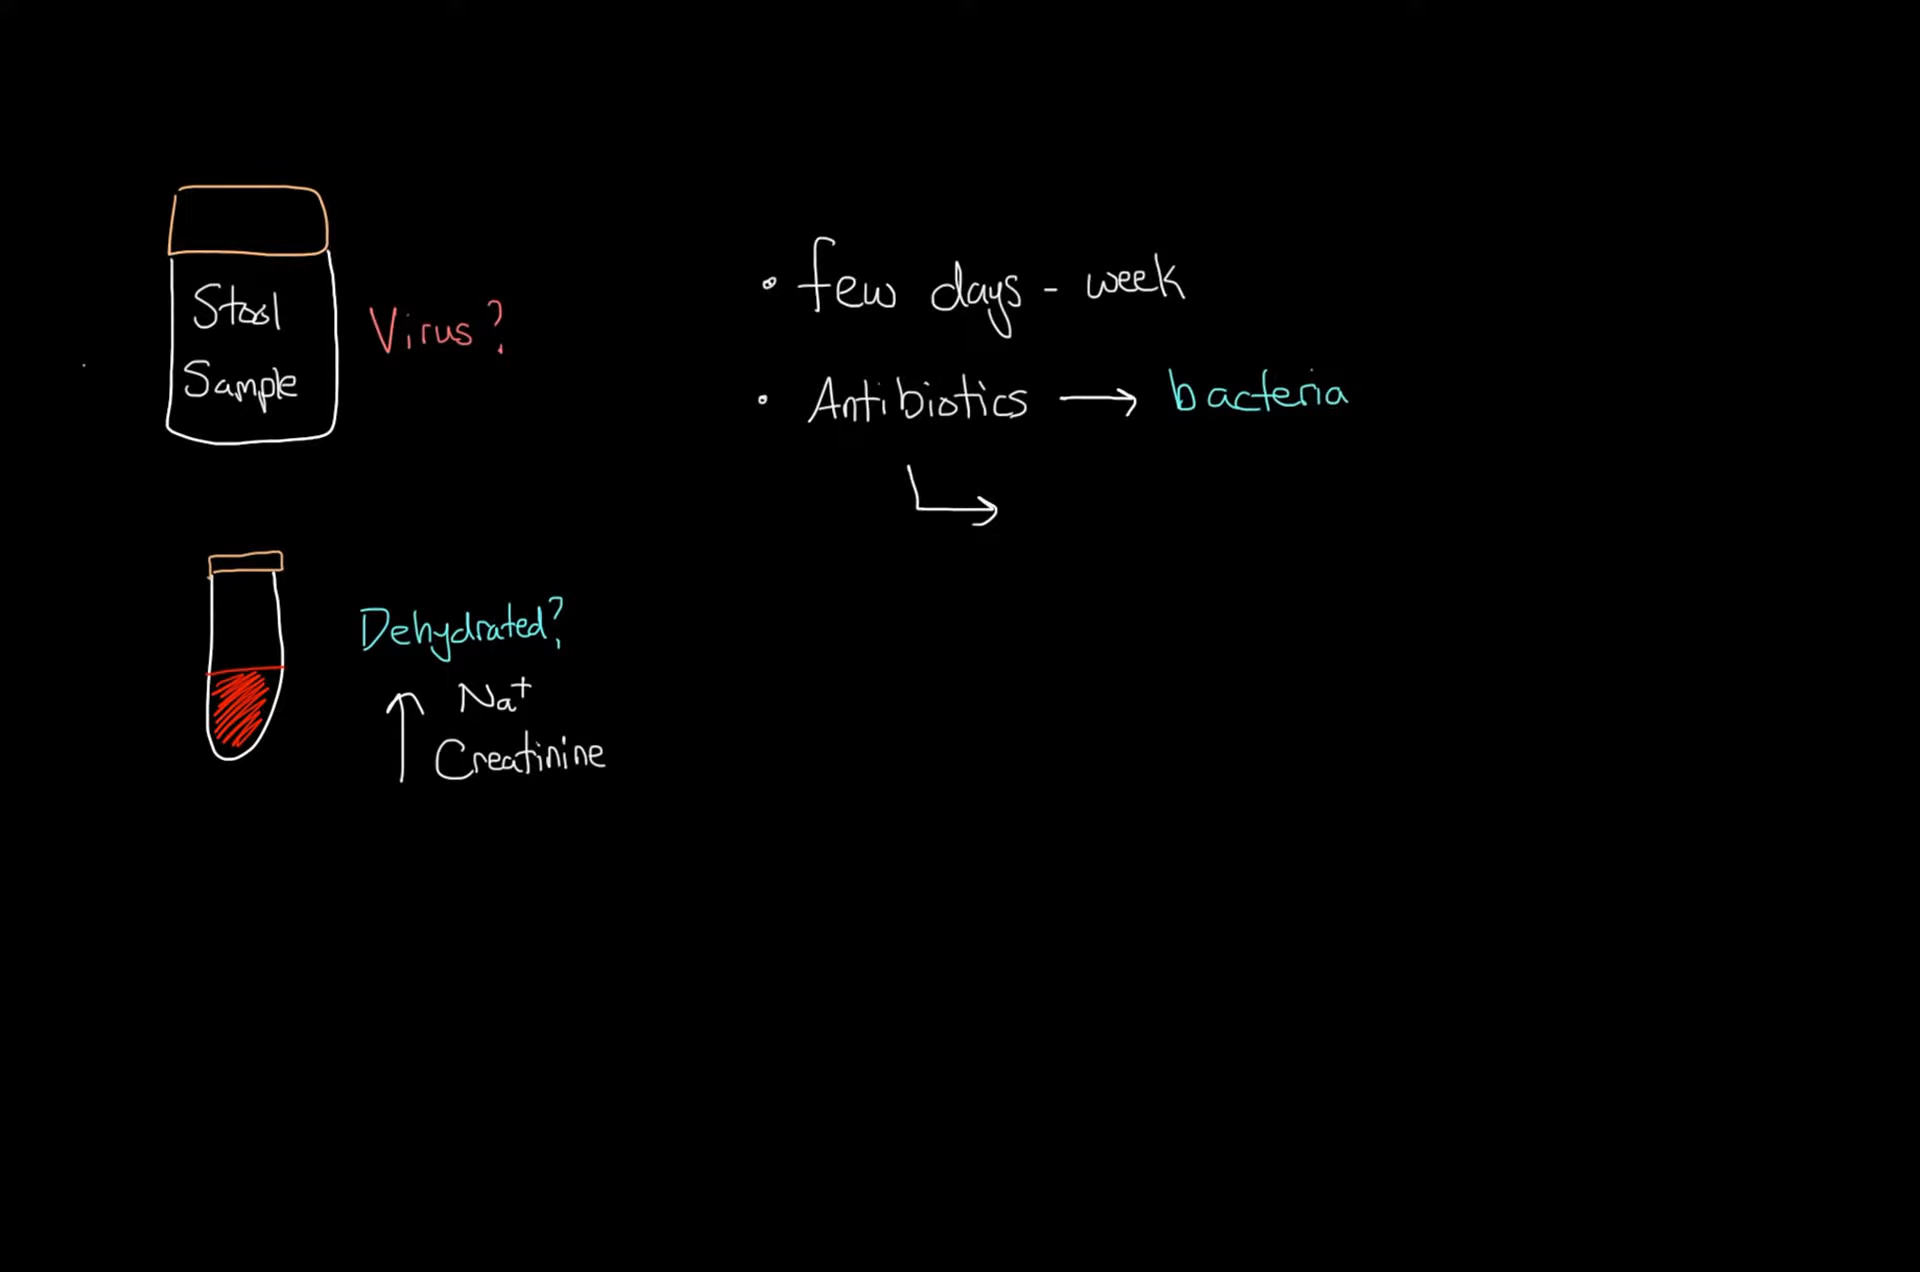 Stool
Sample
Virus?
Dehydrated?
↑ Na⁺
Creatinine
• few days - week
• Antibiotics → bacteria
↳